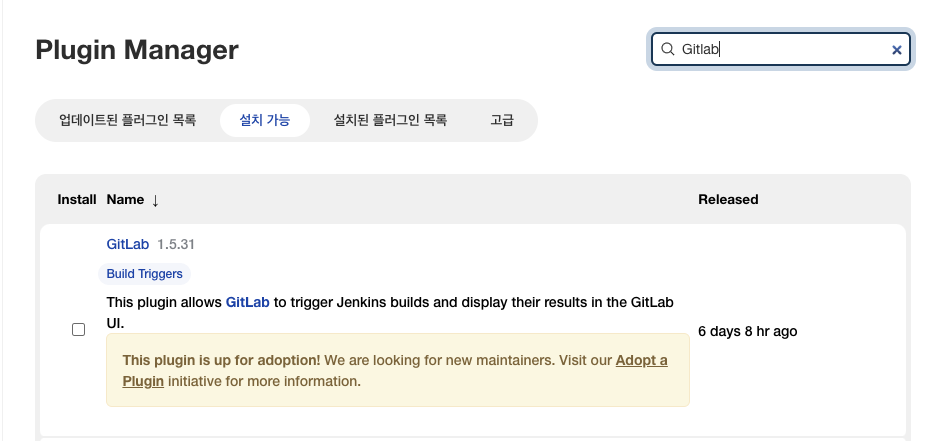 Plugin Manager
Gitlab
업데이트된 플러그인 목록
설치 가능
설치된 플러그인 목록
고급
Install Name ↓ Released
GitLab 1.5.31
Build Triggers
This plugin allows GitLab to trigger Jenkins builds and display their results in the GitLab
UI.
6 days 8 hr ago
This plugin is up for adoption! We are looking for new maintainers. Visit our Adopt a
Plugin initiative for more information.